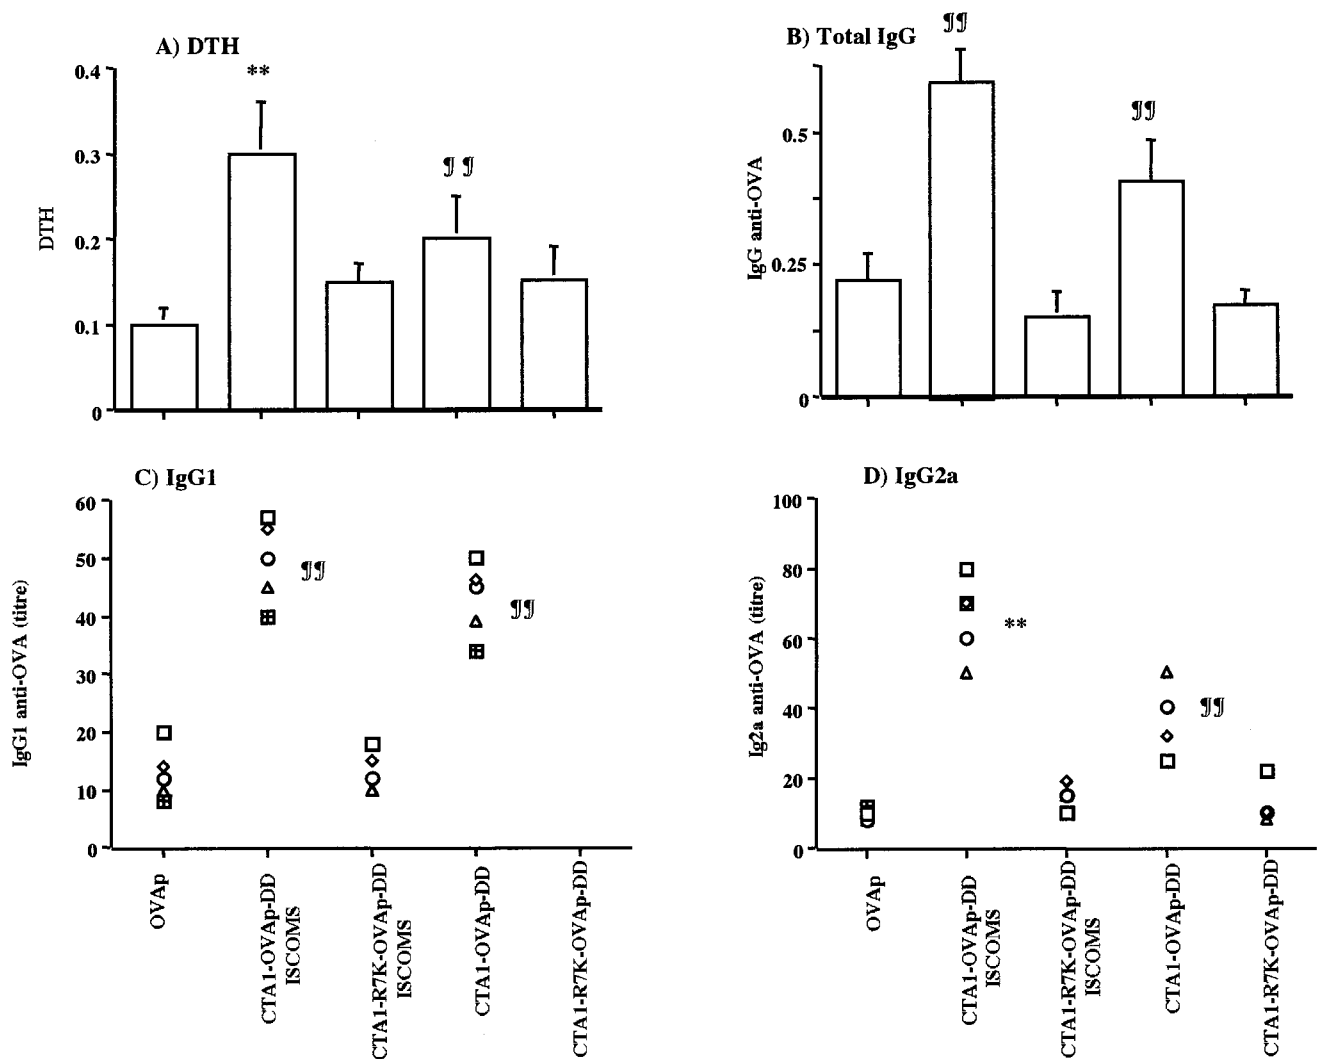 A) DTH
**
¶¶
0.4
0.3
0.2
0.1
0
DTH
B) Total IgG
¶¶
¶¶
0.5
0.25
0
IgG anti-OVA
C) IgG1
60
50
40
30
20
10
0
IgG1 anti-OVA (titre)
¶¶
¶¶
OVAp
CTA1-OVAp-DD
ISCOMS
CTA1-R7K-OVAp-DD
ISCOMS
CTA1-OVAp-DD
CTA1-R7K-OVAp-DD
D) IgG2a
100
80
60
40
20
0
Ig2a anti-OVA (titre)
**
¶¶
OVAp
CTA1-OVAp-DD
ISCOMS
CTA1-R7K-OVAp-DD
ISCOMS
CTA1-OVAp-DD
CTA1-R7K-OVAp-DD